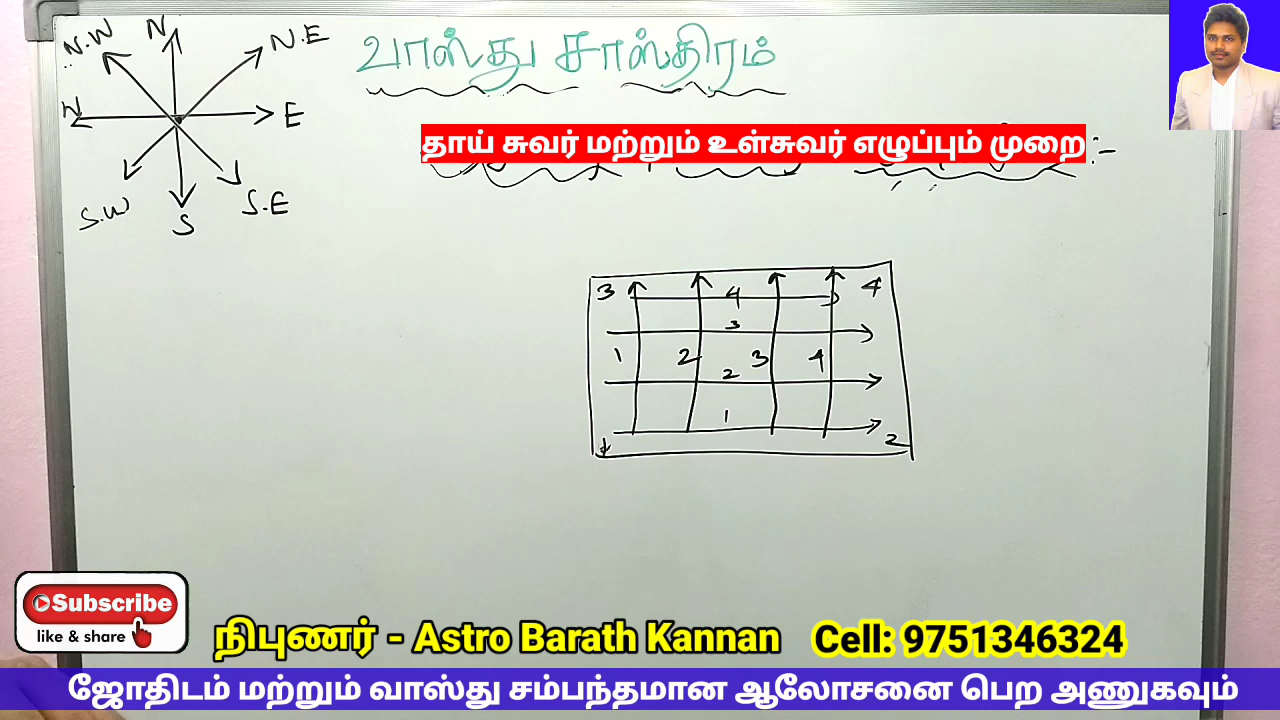 N.W N N.E
W E
S.W S S.E
வாஸ்து சாஸ்திரம்
தாய் சுவர் மற்றும் உள்சுவர் எழுப்பும் முறை :-
3 4 4
3
1 2 3 4
2
1
1 2
Subscribe
like & share
நிபுணர் - Astro Barath Kannan Cell: 9751346324
ஜோதிடம் மற்றும் வாஸ்து சம்பந்தமான ஆலோசனை பெற அணுகவும்